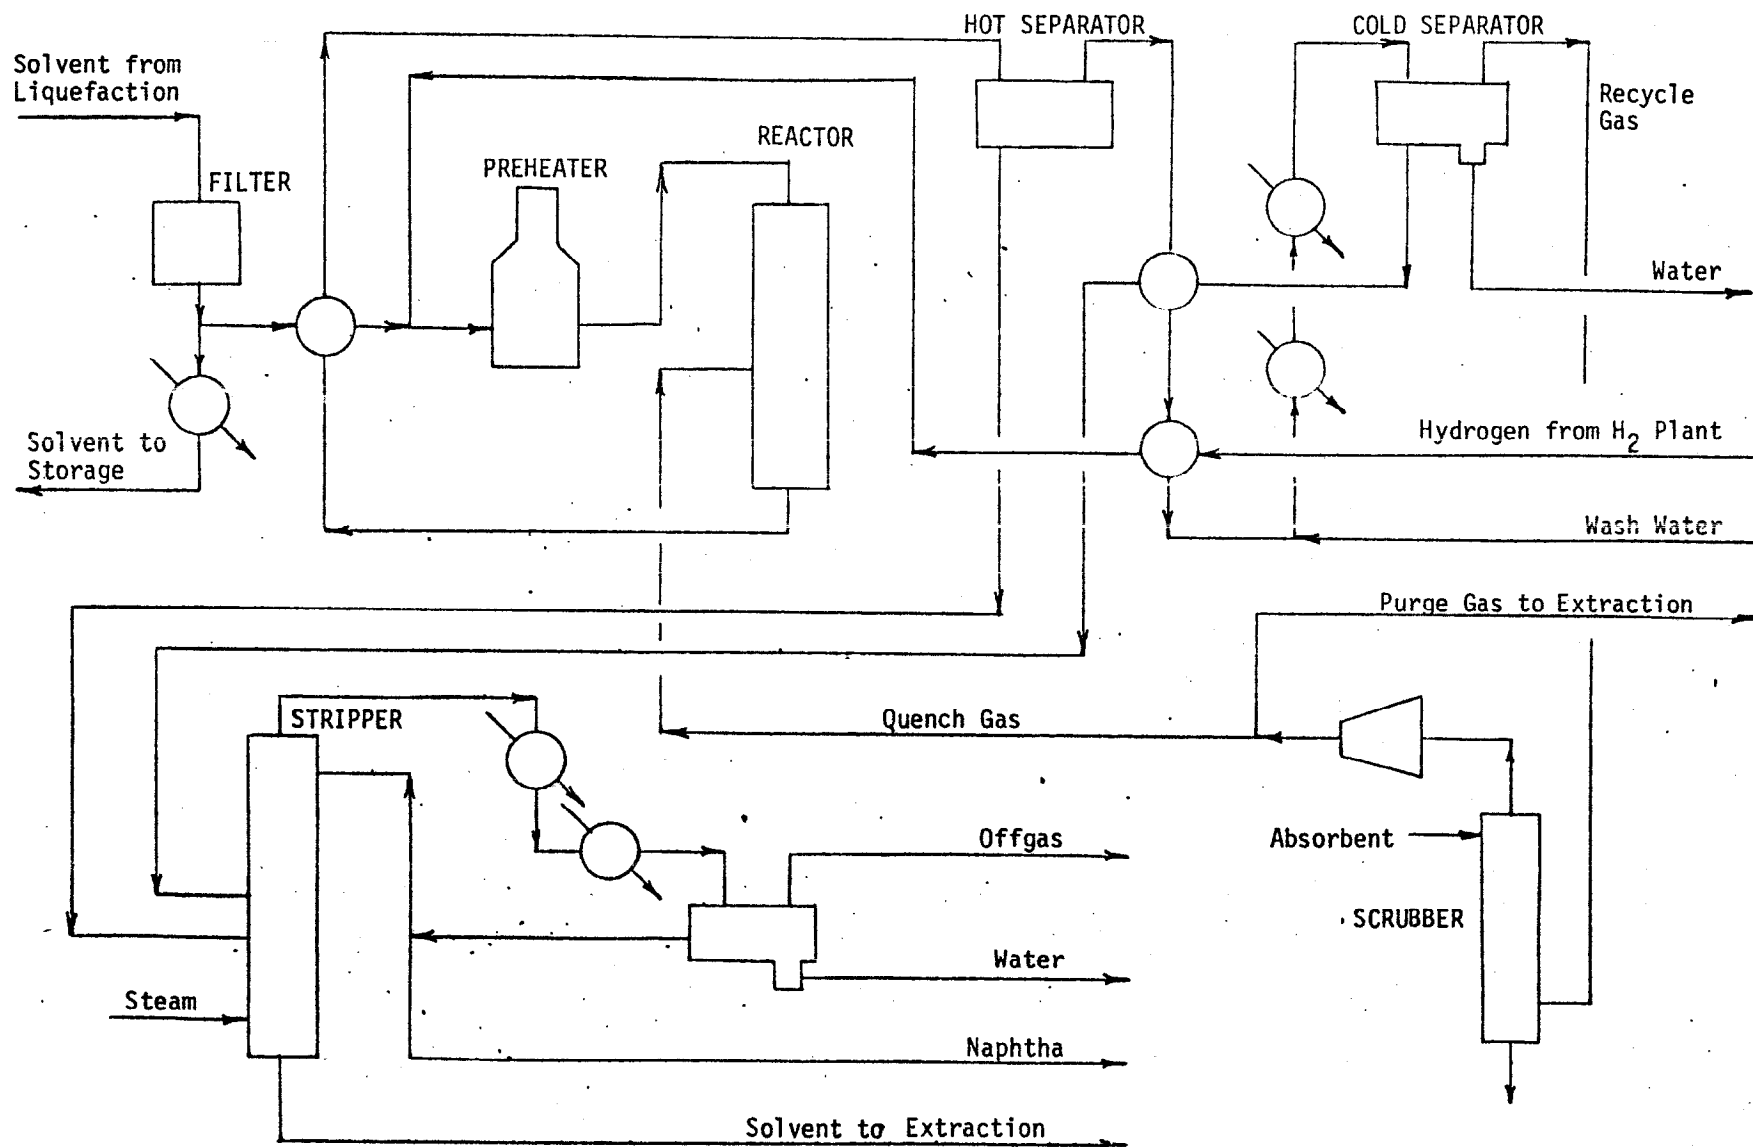 HOT SEPARATOR
COLD SEPARATOR
Solvent from
Liquefaction
Recycle
Gas
REACTOR
PREHEATER
FILTER
Water
Solvent to
Storage
Hydrogen from H2 Plant
Wash Water
Purge Gas to Extraction
STRIPPER
Quench Gas
Offgas
Absorbent
SCRUBBER
Water
Steam
Naphtha
Solvent to Extraction